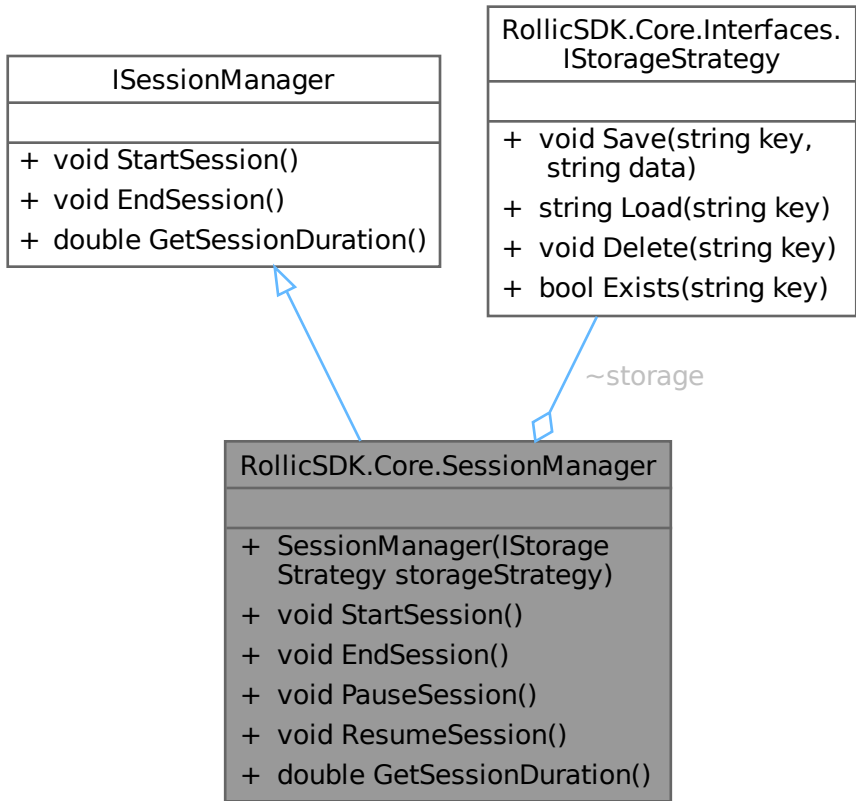 ISessionManager
+ void StartSession()
+ void EndSession()
+ double GetSessionDuration()
RollicSDK.Core.Interfaces.
IStorageStrategy
+ void Save(string key,
string data)
+ string Load(string key)
+ void Delete(string key)
+ bool Exists(string key)
~storage
RollicSDK.Core.SessionManager
+ SessionManager(IStorage
Strategy storageStrategy)
+ void StartSession()
+ void EndSession()
+ void PauseSession()
+ void ResumeSession()
+ double GetSessionDuration()